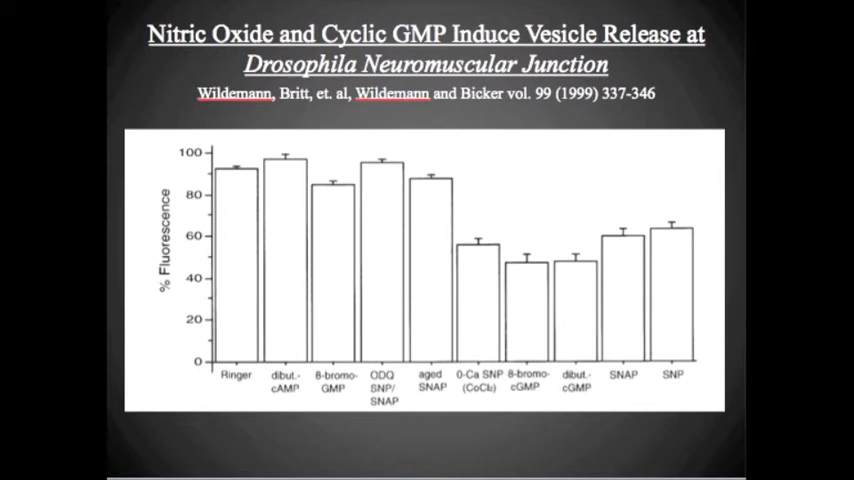 Nitric Oxide and Cyclic GMP Induce Vesicle Release at
Drosophila Neuromuscular Junction
Wildemann, Britt, et. al, Wildemann and Bicker vol. 99 (1999) 337-346
100
80
60
40
20
0
% Fluorescence
Ringer
dibut.-
cAMP
8-bromo-
GMP
ODQ
SNP/
SNAP
aged
SNAP
0-Ca SNP
(CoCl₂)
8-bromo-
cGMP
dibut.-
cGMP
SNAP
SNP